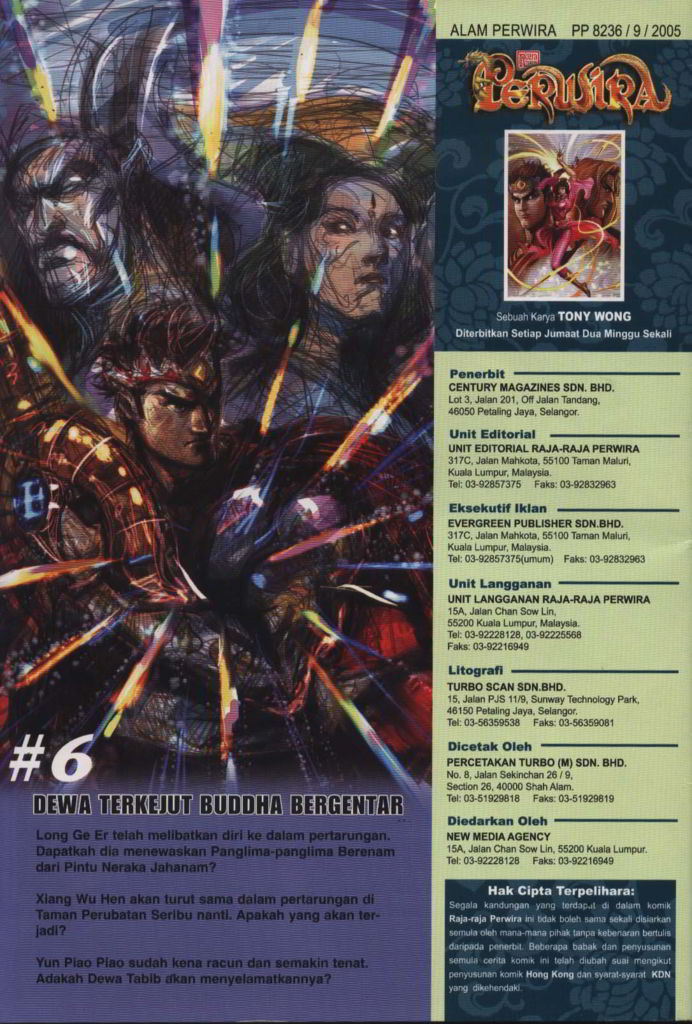 ALAM PERWIRA PP 8236 / 9 / 2005
Raja
PERWIRA
Sebuah Karya TONY WONG
Diterbitkan Setiap Jumaat Dua Minggu Sekali
Penerbit
CENTURY MAGAZINES SDN. BHD.
Lot 3, Jalan 201, Off Jalan Tandang,
46050 Petaling Jaya, Selangor.
Unit Editorial
UNIT EDITORIAL RAJA-RAJA PERWIRA
317C, Jalan Mahkota, 55100 Taman Maluri,
Kuala Lumpur, Malaysia.
Tel: 03-92857375 Faks: 03-92832963
Eksekutif Iklan
EVERGREEN PUBLISHER SDN.BHD.
317C, Jalan Mahkota, 55100 Taman Maluri,
Kuala Lumpur, Malaysia.
Tel: 03-92857375(umum) Faks: 03-92832963
Unit Langganan
UNIT LANGGANAN RAJA-RAJA PERWIRA
15A, Jalan Chan Sow Lin,
55200 Kuala Lumpur, Malaysia.
Tel: 03-92228128, 03-92225568
Faks: 03-92216949
Litografi
TURBO SCAN SDN.BHD.
15, Jalan PJS 11/9, Sunway Technology Park,
46150 Petaling Jaya, Selangor.
Tel: 03-56359538 Faks: 03-56359081
Dicetak Oleh
PERCETAKAN TURBO (M) SDN. BHD.
No. 8, Jalan Sekinchan 26 / 9,
Section 26, 40000 Shah Alam.
Tel: 03-51929818 Faks: 03-51929819
Diedarkan Oleh
NEW MEDIA AGENCY
15A, Jalan Chan Sow Lin, 55200 Kuala Lumpur.
Tel: 03-92228128 Faks: 03-92216949
Hak Cipta Terpelihara:
Segala kandungan yang terdapat di dalam komik
Raja-raja Perwira ini tidak boleh sama sekali disiarkan
semula oleh mana-mana pihak tanpa kebenaran bertulis
daripada penerbit. Beberapa babak dan penyusunan
semula cerita komik ini telah diubah suai mengikut
penyusunan komik Hong Kong dan syarat-syarat KDN
yang dikehendaki.
#6
DEWA TERKEJUT BUDDHA BERGENTAR
Long Ge Er telah melibatkan diri ke dalam pertarungan.
Dapatkah dia menewaskan Panglima-panglima Berenam
dari Pintu Neraka Jahanam?
Xiang Wu Hen akan turut sama dalam pertarungan di
Taman Perubatan Seribu nanti. Apakah yang akan ter-
jadi?
Yun Piao Piao sudah kena racun dan semakin tenat.
Adakah Dewa Tabib akan menyelamatkannya?